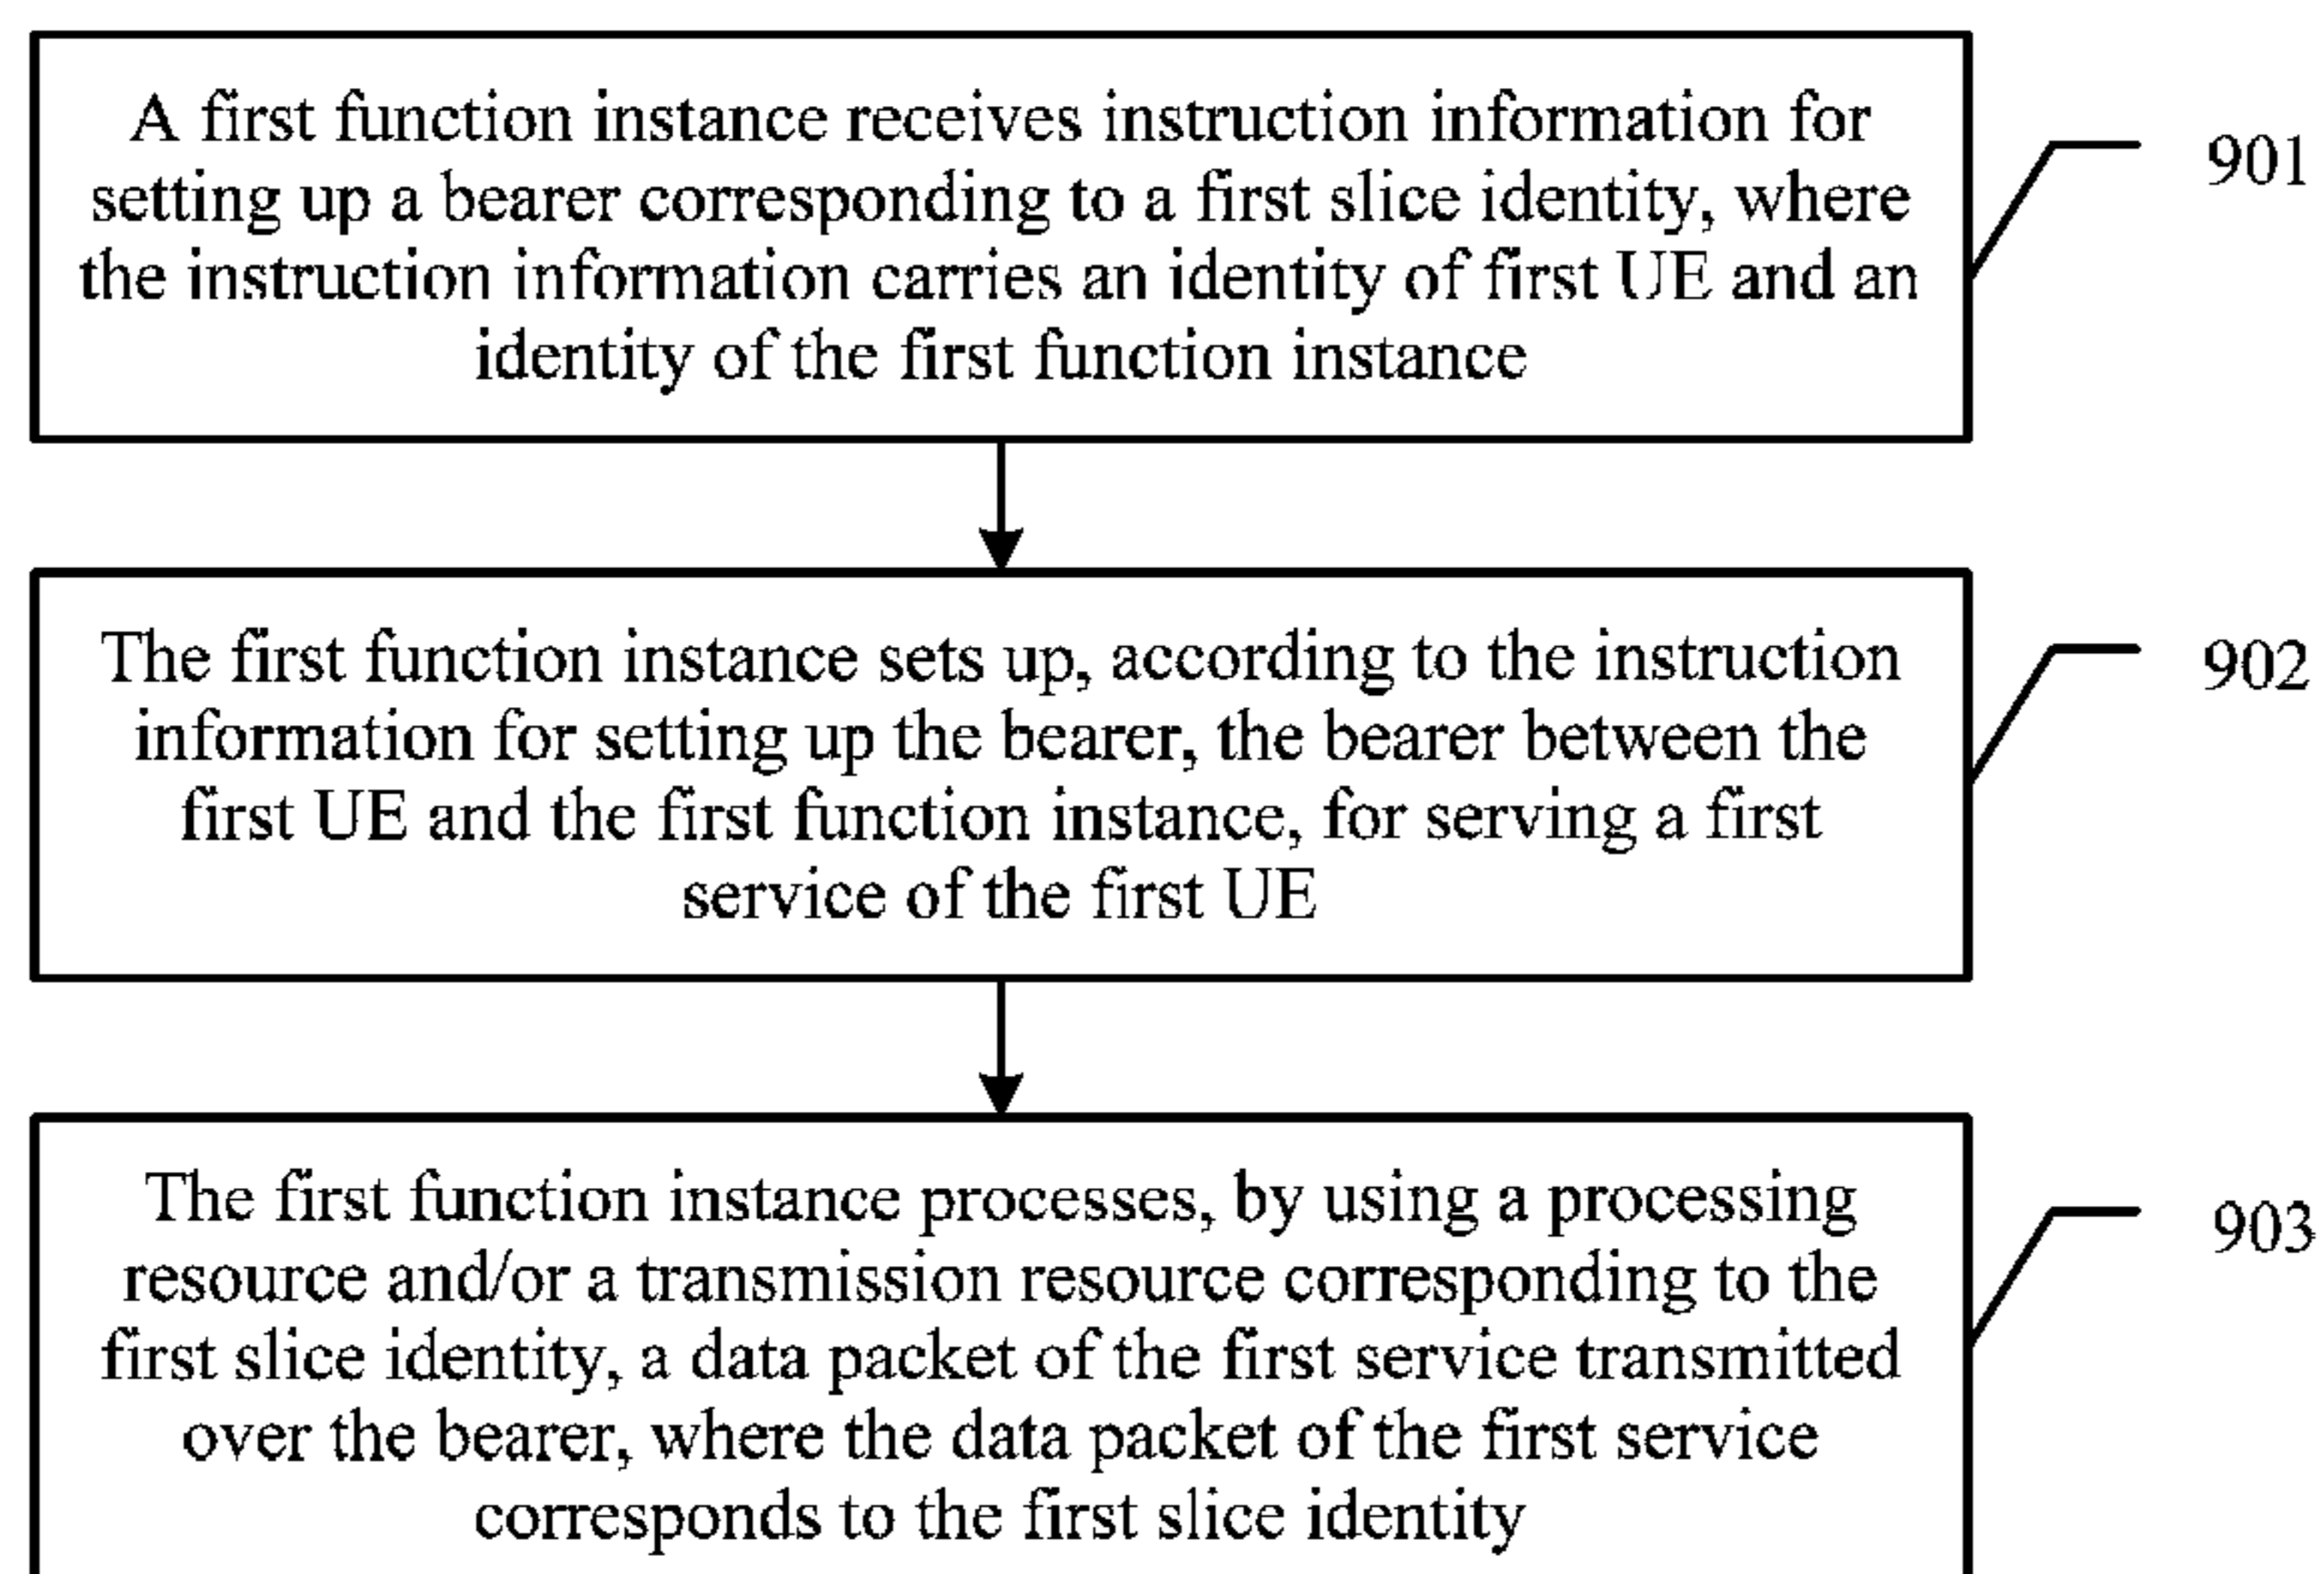 A first function instance receives instruction information for
setting up a bearer corresponding to a first slice identity, where
the instruction information carries an identity of first UE and an
identity of the first function instance
901
The first function instance sets up, according to the instruction
information for setting up the bearer, the bearer between the
first UE and the first function instance, for serving a first
service of the first UE
902
The first function instance processes, by using a processing
resource and/or a transmission resource corresponding to the
first slice identity, a data packet of the first service transmitted
over the bearer, where the data packet of the first service
corresponds to the first slice identity
903